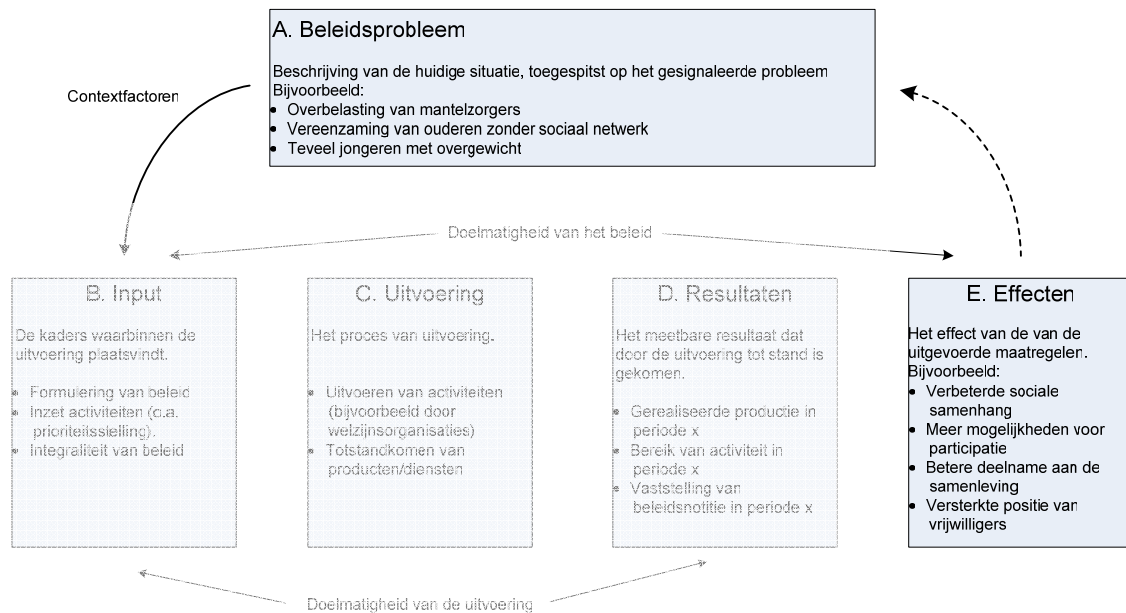 A. Beleidsprobleem
Beschrijving van de huidige situatie, toegespitst op het gesignaleerde probleem
Bijvoorbeeld:
• Overbelasting van mantelzorgers
• Vereenzaming van ouderen zonder sociaal netwerk
• Teveel jongeren met overgewicht
Contextfactoren
Doelmatigheid van het beleid
B. Input
De kaders waarbinnen de
uitvoering plaatsvindt.
• Formulering van beleid
• Inzet activiteiten (o.a.
prioriteitsstelling).
• Integraliteit van beleid
C. Uitvoering
Het proces van uitvoering.
• Uitvoeren van activiteiten
(bijvoorbeeld door
welzijnsorganisaties)
• Totstandkomen van
producten/diensten
D. Resultaten
Het meetbare resultaat dat
door de uitvoering tot stand is
gekomen.
• Gerealiseerde productie in
periode x
• Bereik van activiteit in
periode x
• Vaststelling van
beleidsnotitie in periode x
E. Effecten
Het effect van de van de
uitgevoerde maatregelen.
Bijvoorbeeld:
• Verbeterde sociale
samenhang
• Meer mogelijkheden voor
participatie
• Betere deelname aan de
samenleving
• Versterkte positie van
vrijwilligers
Doelmatigheid van de uitvoering